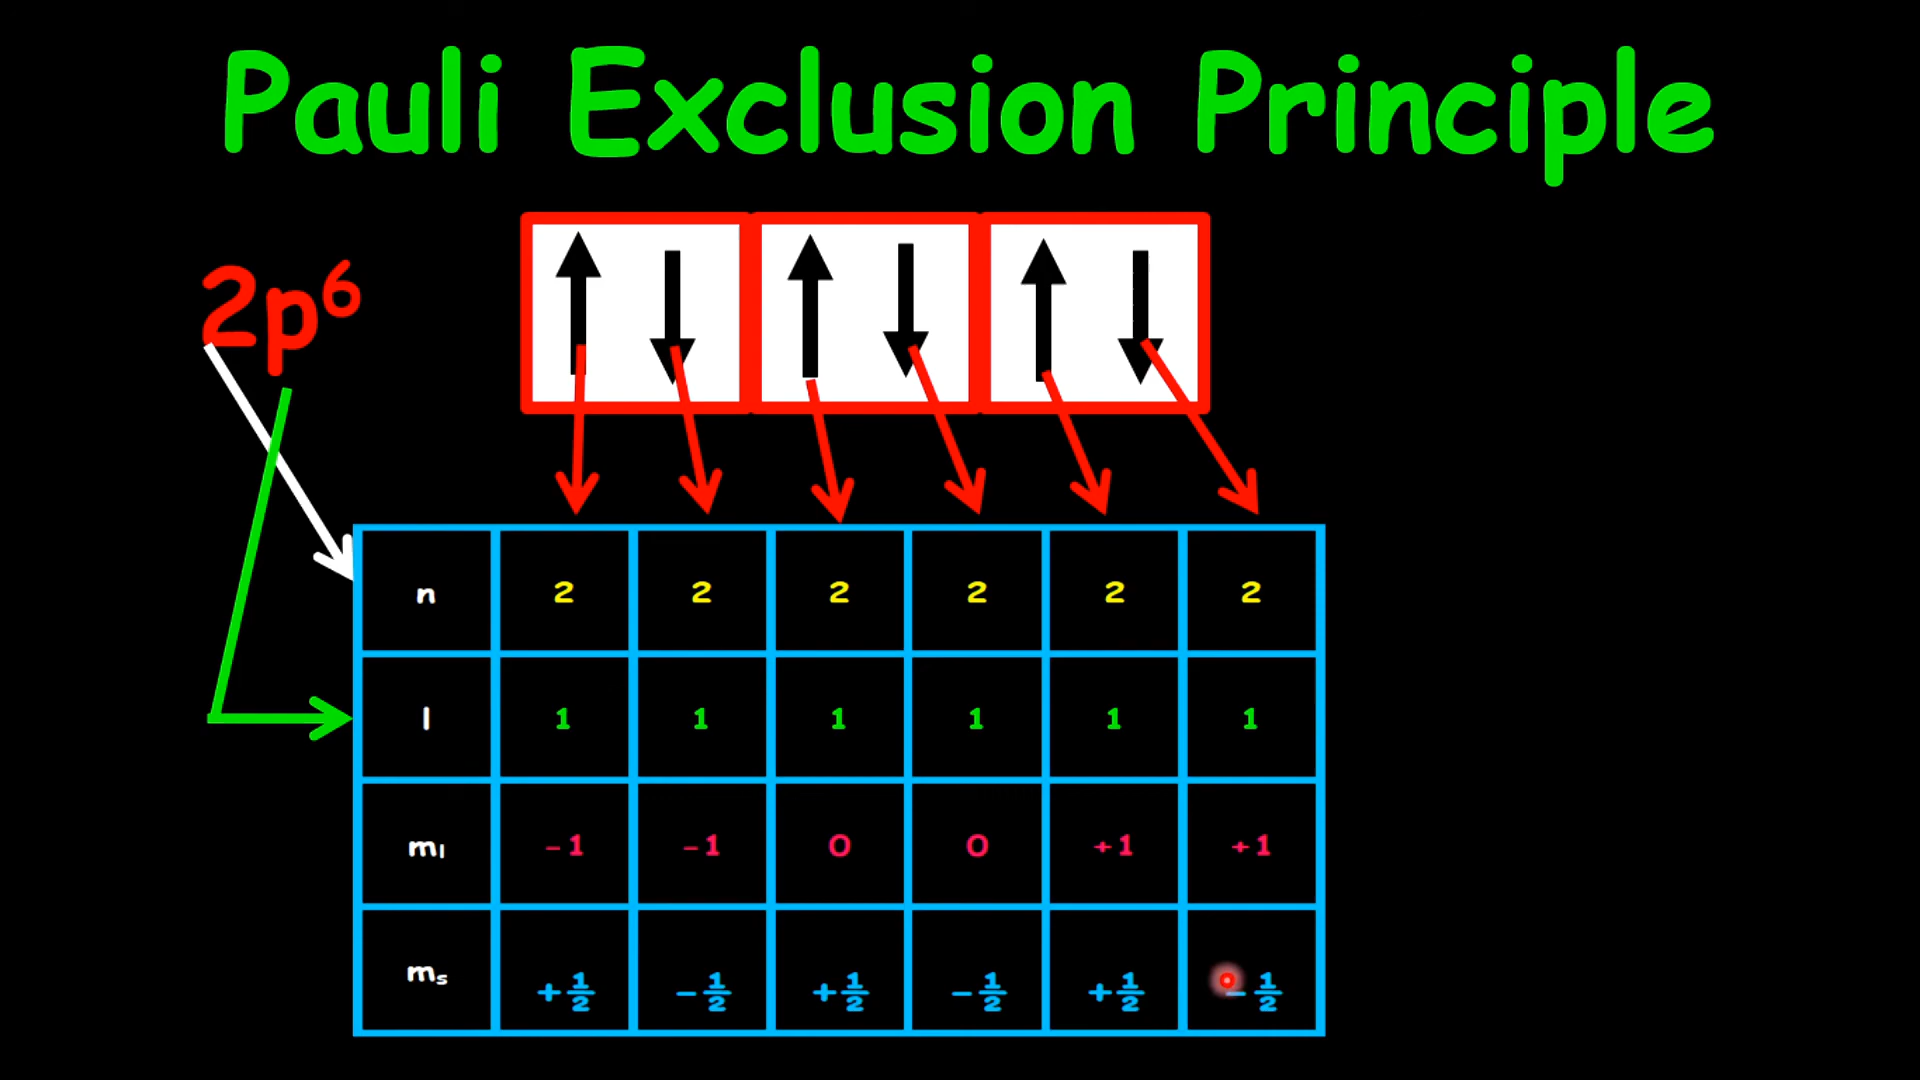 Pauli Exclusion Principle
2p⁶
n 2 2 2 2 2 2
l 1 1 1 1 1 1
mₗ -1 -1 0 0 +1 +1
mₛ +½ -½ +½ -½ +½ -½